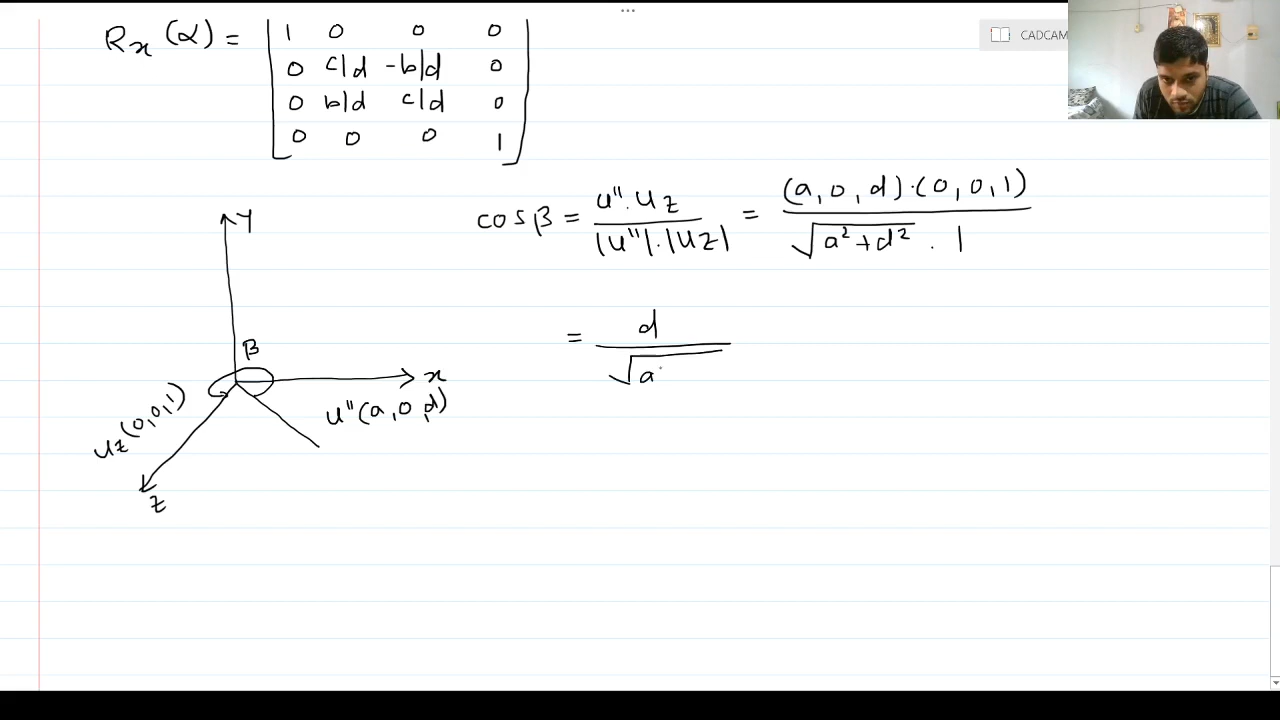 CADCAM
Rx (α) = [1 0 0 0
0 c/d -b/d 0
0 b/d c/d 0
0 0 0 1]
cos β = u".uz / |u"|.|uz| = (a, 0, d)·(0, 0, 1) / √a²+d² . 1
= d / √a
Y
β
x
u"(a, 0, d)
uz(0,0,1)
z